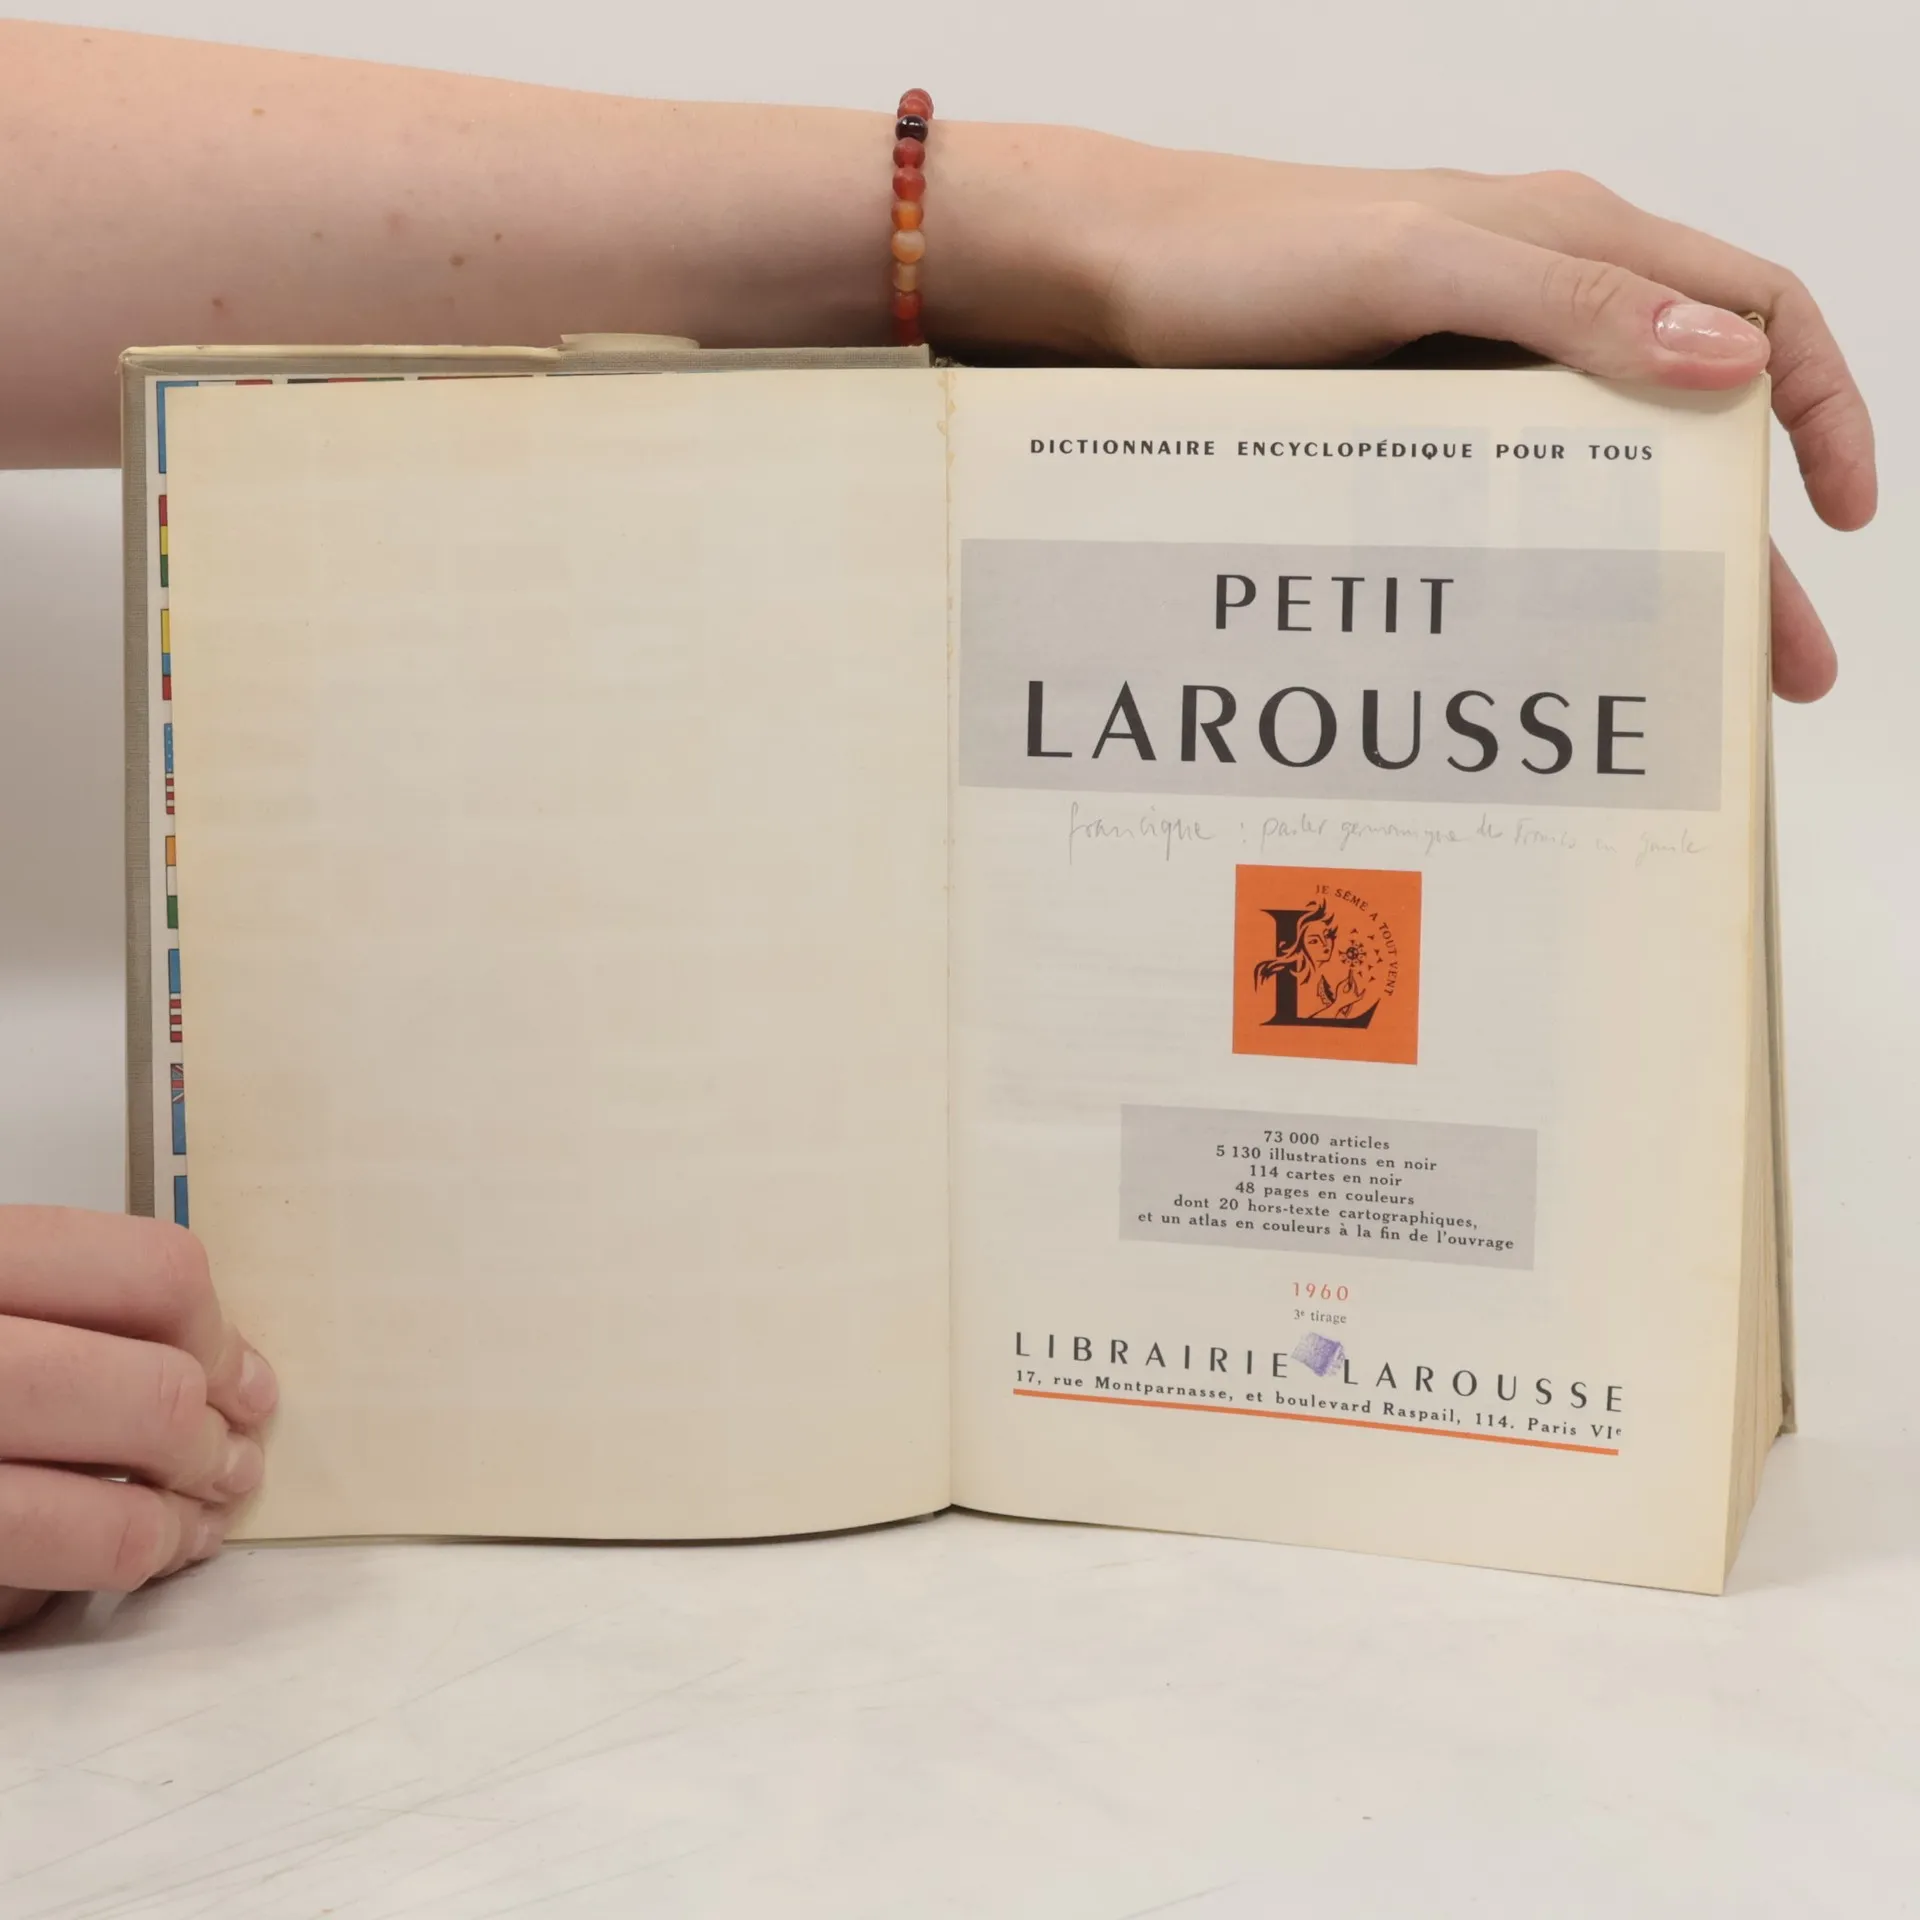 DICTIONNAIRE ENCYCLOPÉDIQUE POUR TOUS
PETIT
LAROUSSE
francique : parler germanique des Francs en Gaule
JE SÈME A TOUT VENT
L
73 000 articles
5 130 illustrations en noir
114 cartes en noir
48 pages en couleurs
dont 20 hors-texte cartographiques,
et un atlas en couleurs à la fin de l'ouvrage
1960
3e tirage
LIBRAIRIE LAROUSSE
17, rue Montparnasse, et boulevard Raspail, 114. Paris VIe